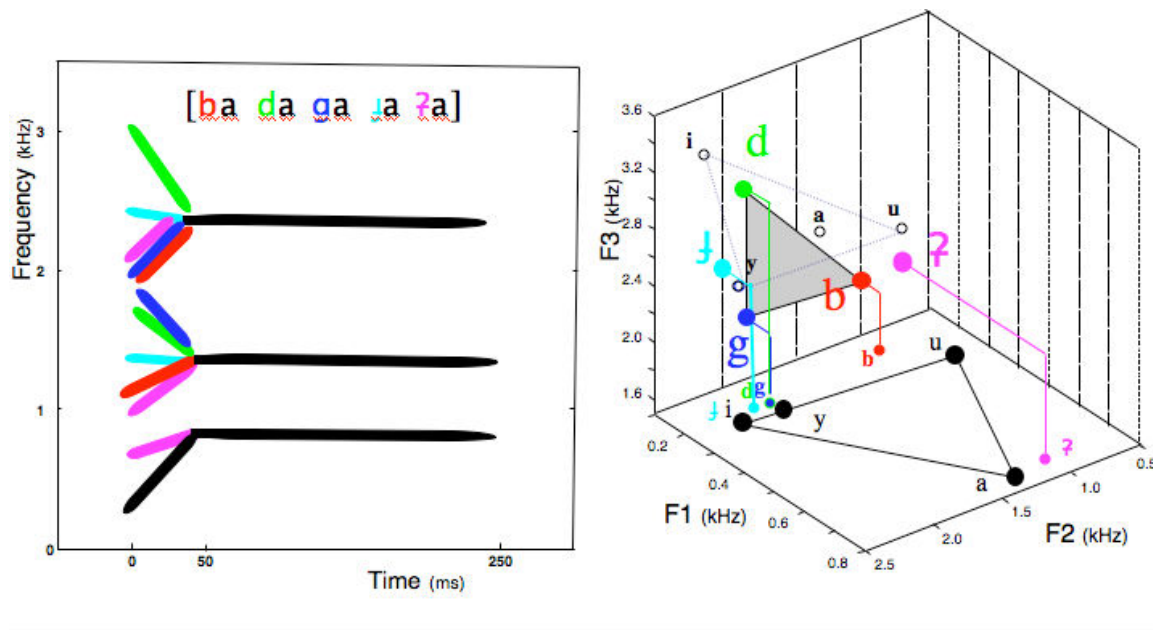 [ba da ga ɟa ʡa]
Frequency (kHz)
3
2
1
0
0 50 250
Time (ms)
3.6
3.2
2.8
2.4
2.0
1.6
F3 (kHz)
i
d
a
u
ɟ
y
b
g
b
u
d g
ɟ i
y
a
0.2
0.4
0.6
0.8
F1 (kHz)
2.5
2.0
1.5
1.0
0.5
F2 (kHz)